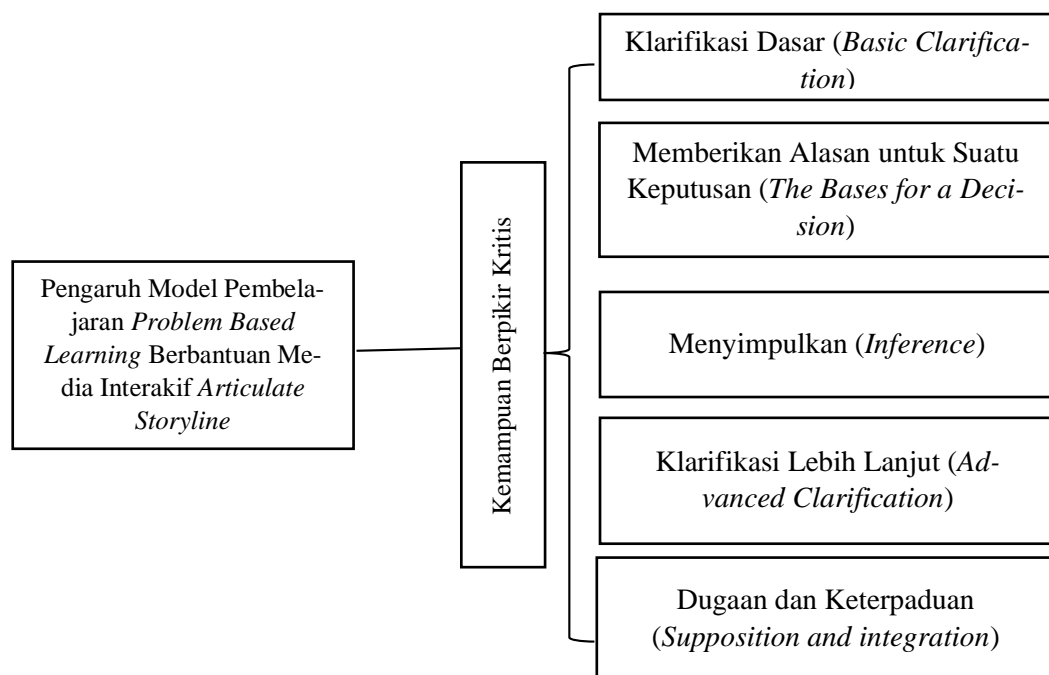 Pengaruh Model Pembela-
jaran Problem Based
Learning Berbantuan Me-
dia Interakif Articulate
Storyline
Kemampuan Berpikir Kritis
Klarifikasi Dasar (Basic Clarifica-
tion)
Memberikan Alasan untuk Suatu
Keputusan (The Bases for a Deci-
sion)
Menyimpulkan (Inference)
Klarifikasi Lebih Lanjut (Ad-
vanced Clarification)
Dugaan dan Keterpaduan
(Supposition and integration)